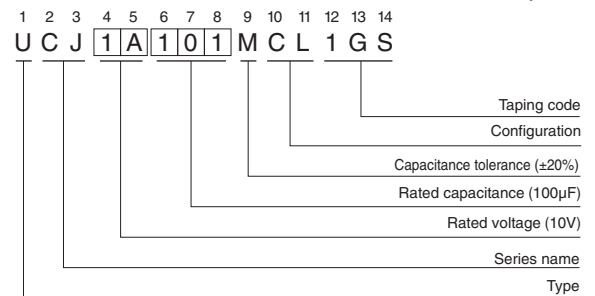 1 2 3 4 5 6 7 8 9 10 11 12 13 14
U C J 1 A 1 0 1 M C L 1 G S
Taping code
Configuration
Capacitance tolerance (±20%)
Rated capacitance (100µF)
Rated voltage (10V)
Series name
Type